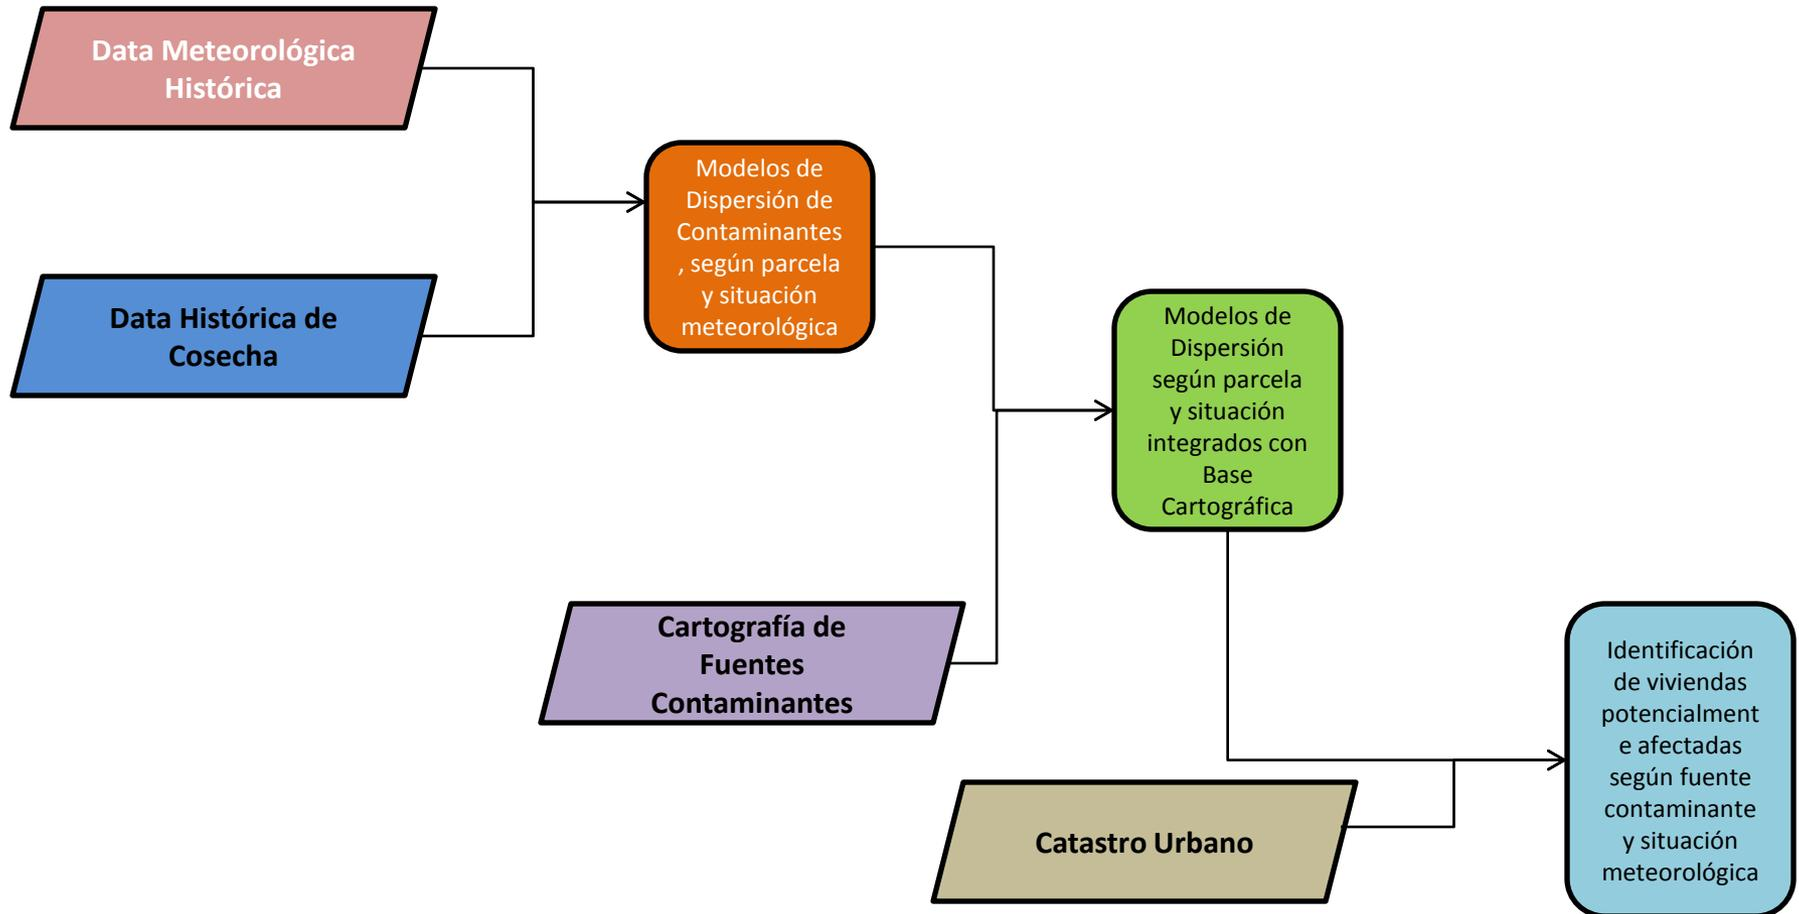 Data Meteorológica
Histórica
Data Histórica de
Cosecha
Modelos de
Dispersión de
Contaminantes
, según parcela
y situación
meteorológica
Modelos de
Dispersión
según parcela
y situación
integrados con
Base
Cartográfica
Cartografía de
Fuentes
Contaminantes
Catastro Urbano
Identificación
de viviendas
potencialment
e afectadas
según fuente
contaminante
y situación
meteorológica